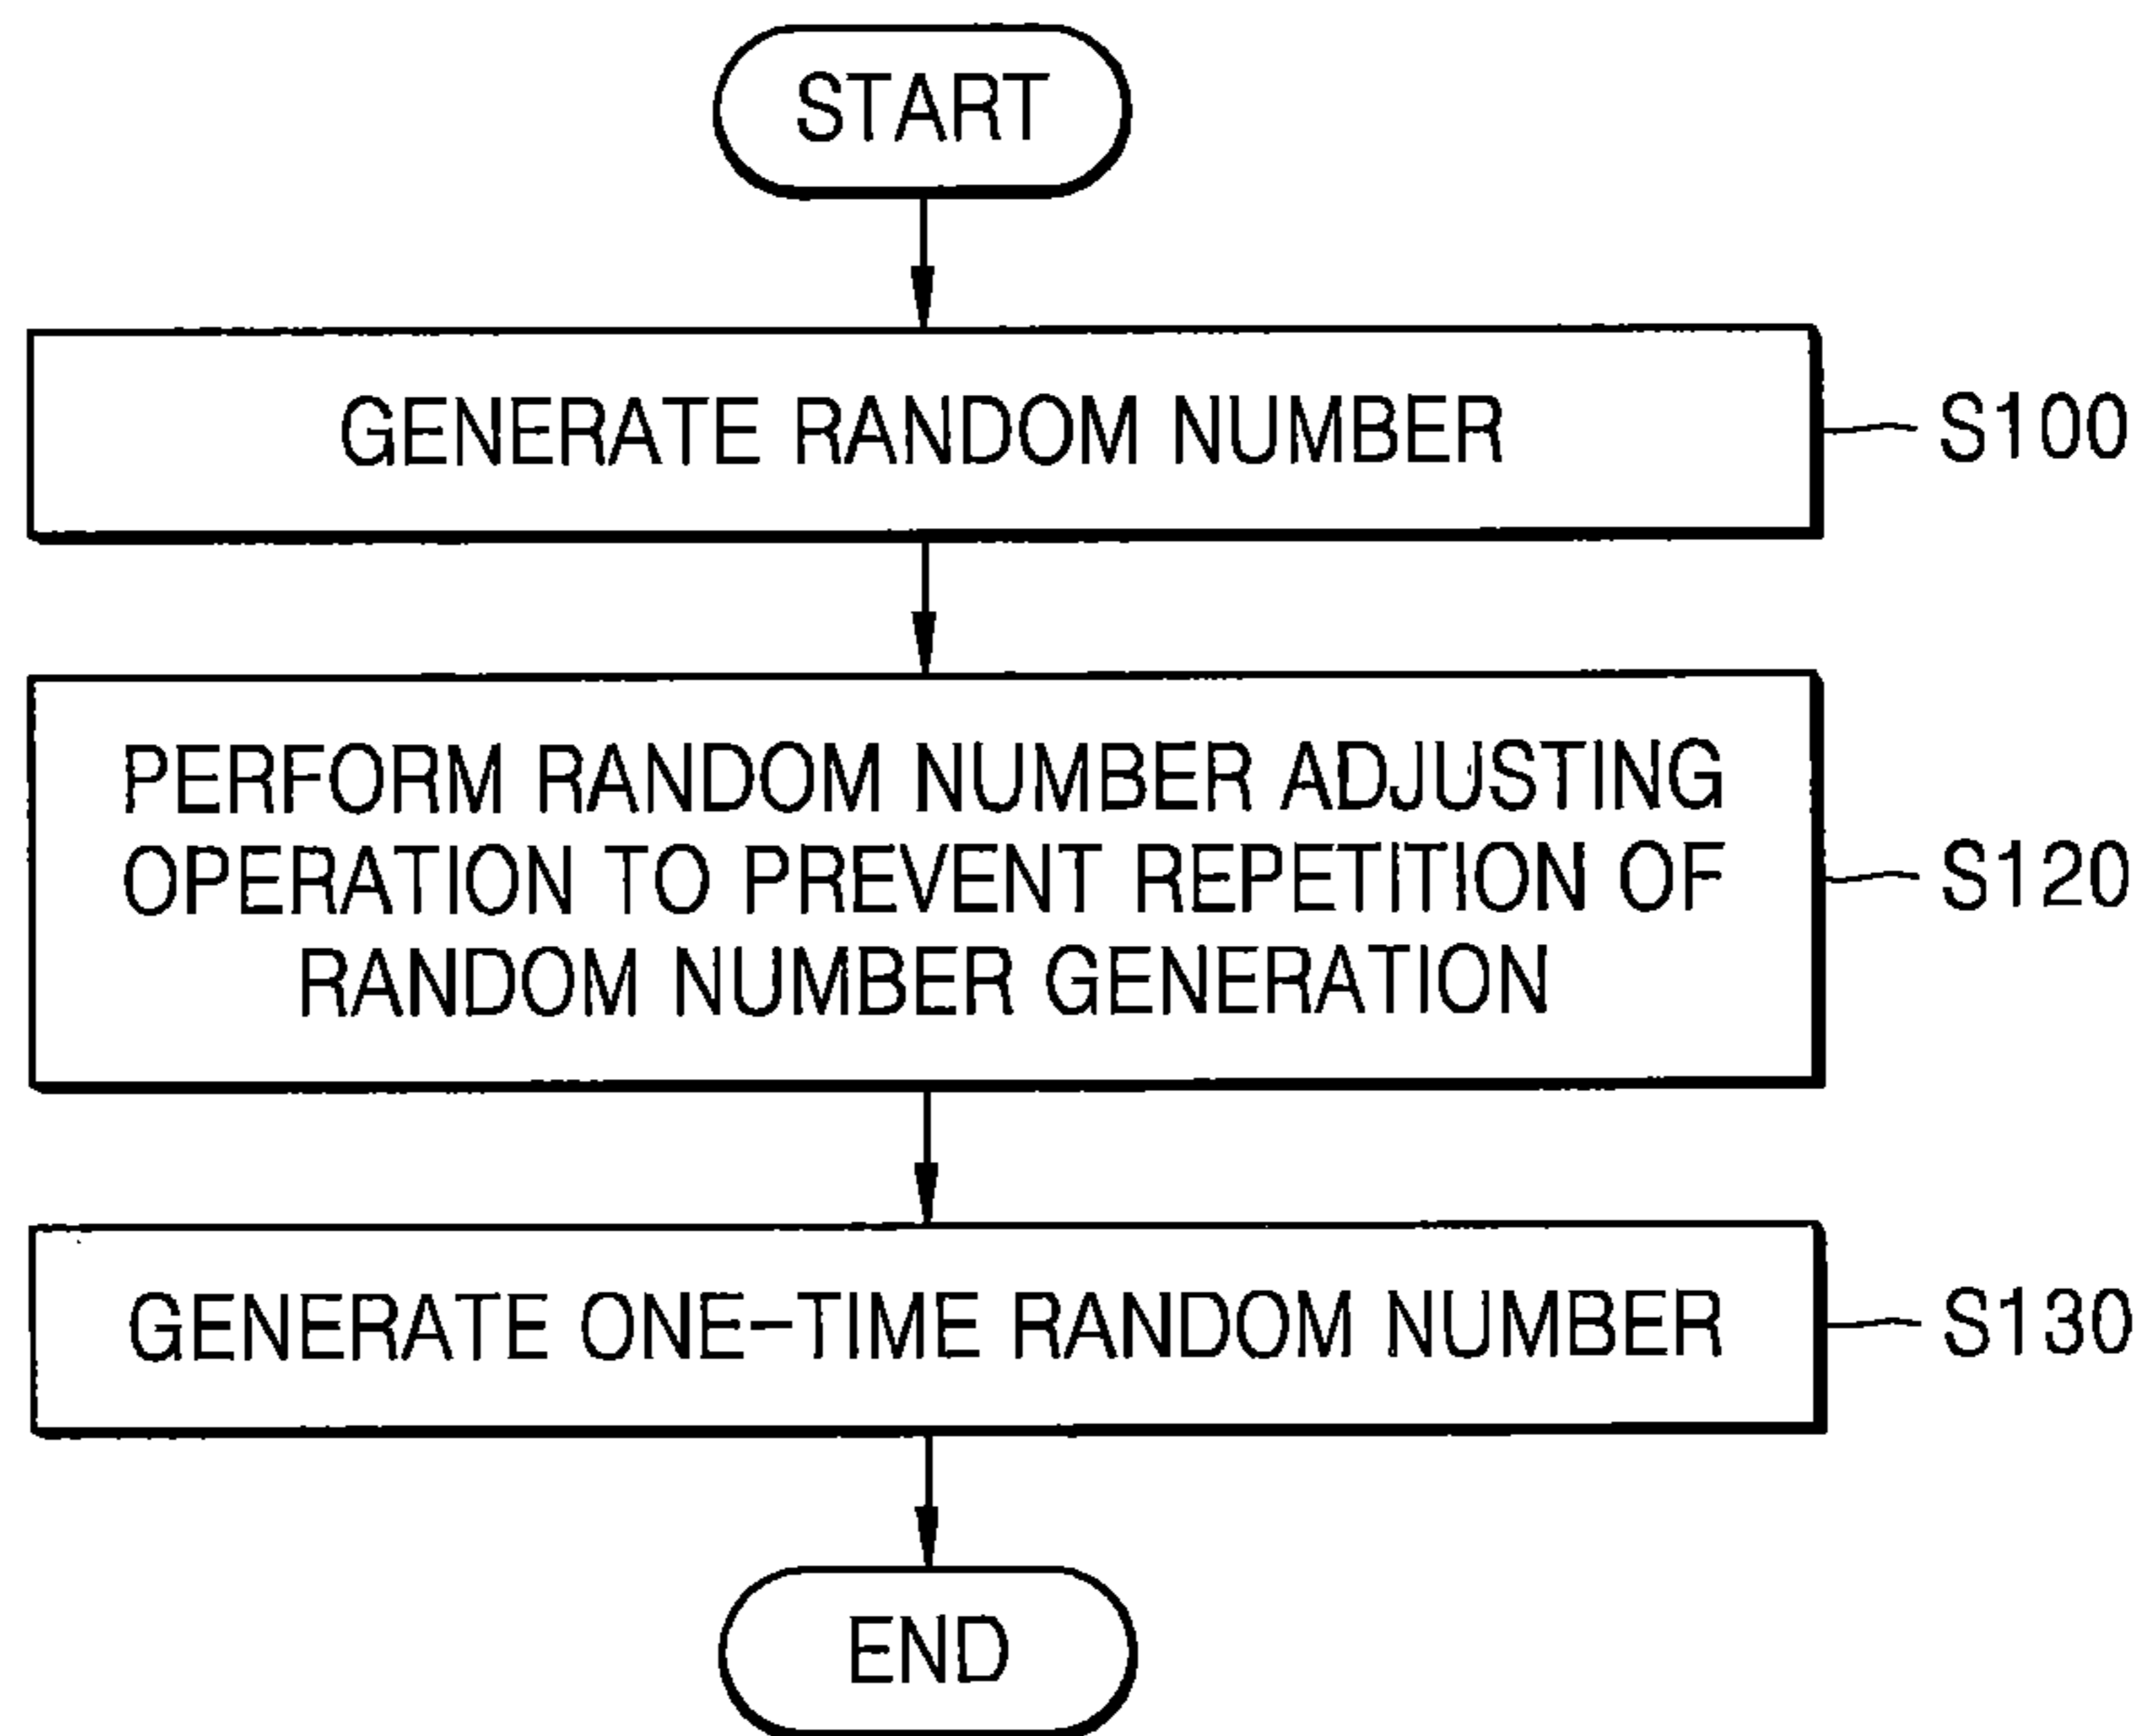 START
GENERATE RANDOM NUMBER
S100
PERFORM RANDOM NUMBER ADJUSTING
OPERATION TO PREVENT REPETITION OF
RANDOM NUMBER GENERATION
S120
GENERATE ONE-TIME RANDOM NUMBER
S130
END